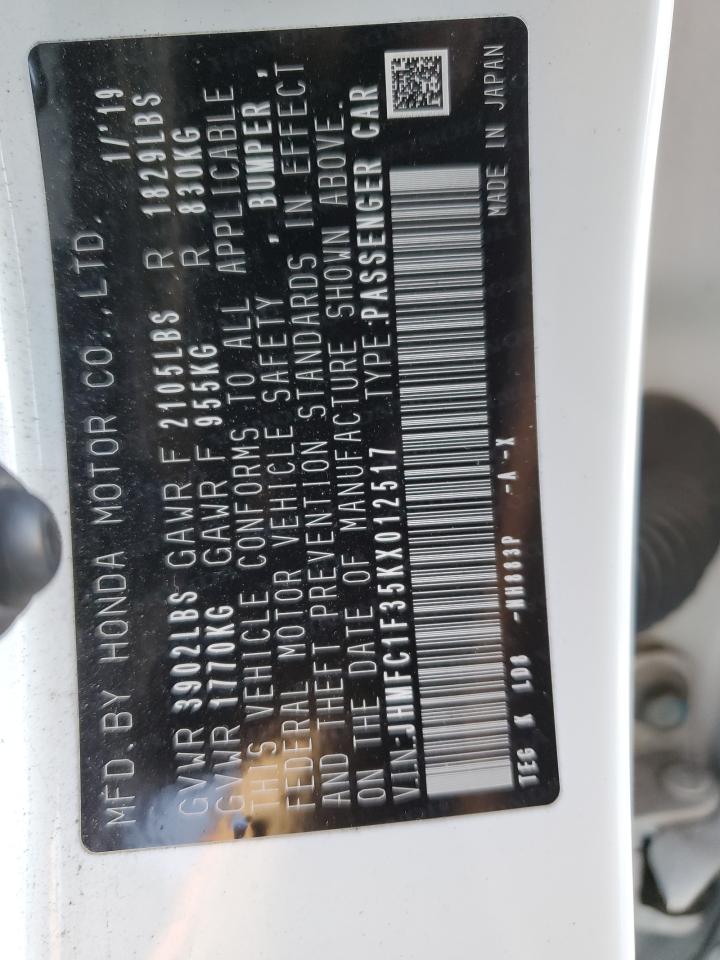 MFD. BY HONDA MOTOR CO., LTD. 1/'19
GVWR 3902LBS GAWR F 2105LBS R 1829LBS
GVWR 1770KG GAWR F 955KG R 830KG
THIS VEHICLE CONFORMS TO ALL APPLICABLE
FEDERAL MOTOR VEHICLE SAFETY ,'BUMPER,'
AND THEFT PREVENTION STANDARDS IN EFFECT
ON THE DATE OF MANUFACTURE SHOWN ABOVE.
V.I.N:JHMFC1F35KX012517 TYPE:PASSENGER CAR
TEG K LDB -NH883P -A -X MADE IN JAPAN